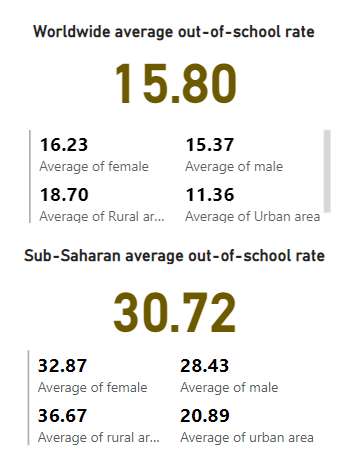 Worldwide average out-of-school rate
15.80
16.23 15.37
Average of female Average of male
18.70 11.36
Average of Rural ar... Average of Urban area
Sub-Saharan average out-of-school rate
30.72
32.87 28.43
Average of female Average of male
36.67 20.89
Average of rural ar... Average of urban area